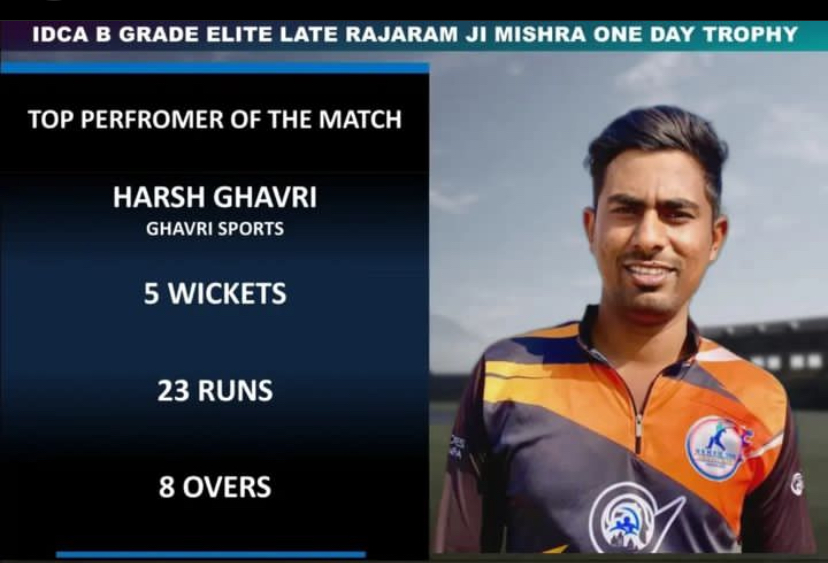 IDCA B GRADE ELITE LATE RAJARAM JI MISHRA ONE DAY TROPHY
TOP PERFROMER OF THE MATCH
HARSH GHAVRI
GHAVRI SPORTS
5 WICKETS
23 RUNS
8 OVERS